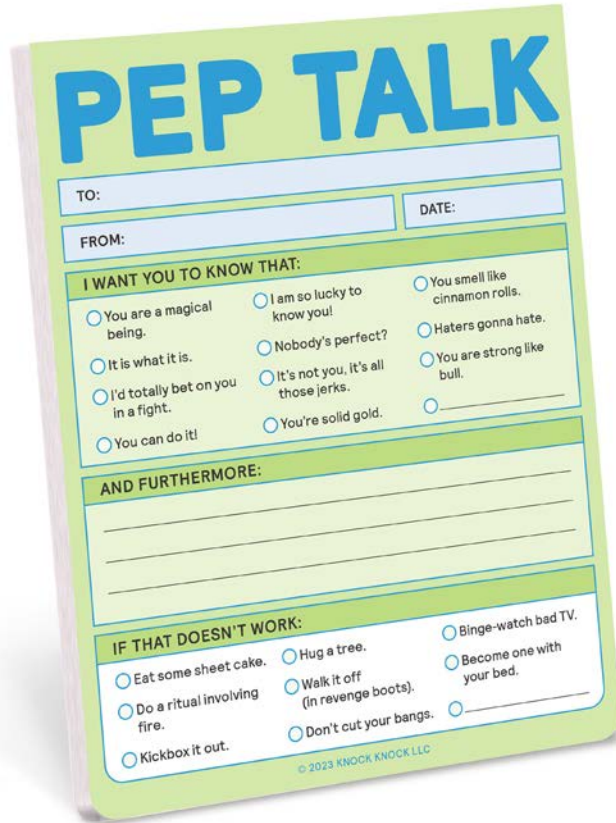 PEP TALK
TO:
FROM:
DATE:
I WANT YOU TO KNOW THAT:
You are a magical
being.
It is what it is.
I'd totally bet on you
in a fight.
You can do it!
I am so lucky to
know you!
Nobody's perfect?
It's not you, it's all
those jerks.
You're solid gold.
You smell like
cinnamon rolls.
Haters gonna hate.
You are strong like
bull.
AND FURTHERMORE:
IF THAT DOESN'T WORK:
Eat some sheet cake.
Do a ritual involving
fire.
Kickbox it out.
Hug a tree.
Walk it off
(in revenge boots).
Don't cut your bangs.
Binge-watch bad TV.
Become one with
your bed.
© 2023 KNOCK KNOCK LLC